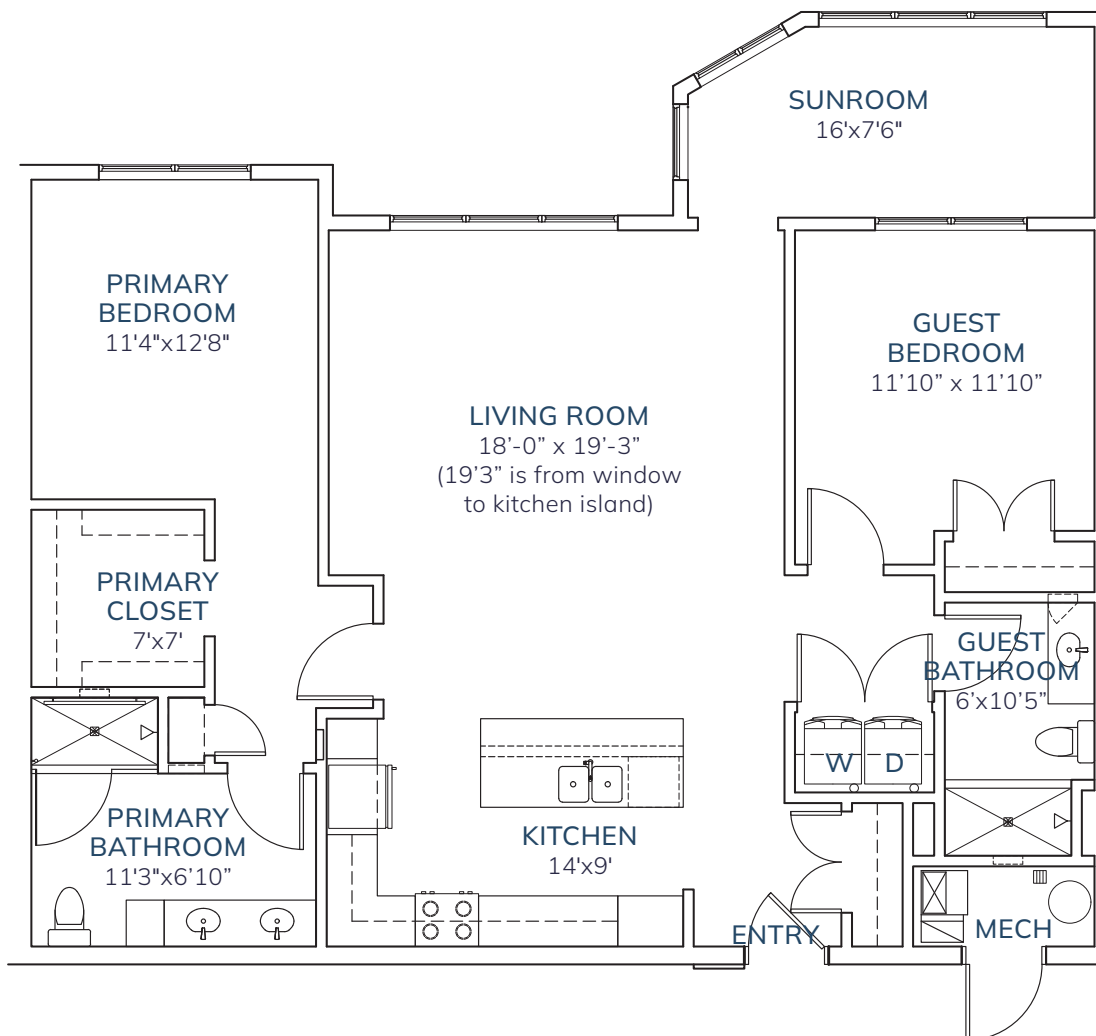 SUNROOM
16'x7'6"
PRIMARY
BEDROOM
11'4"x12'8"
GUEST
BEDROOM
11’10” x 11’10”
LIVING ROOM
18’-0” x 19’-3”
(19’3” is from window
to kitchen island)
PRIMARY
CLOSET
7'x7'
GUEST
BATHROOM
6’x10’5”
W
D
PRIMARY
BATHROOM
11'3"x6’10”
KITCHEN
14'x9'
ENTRY
MECH